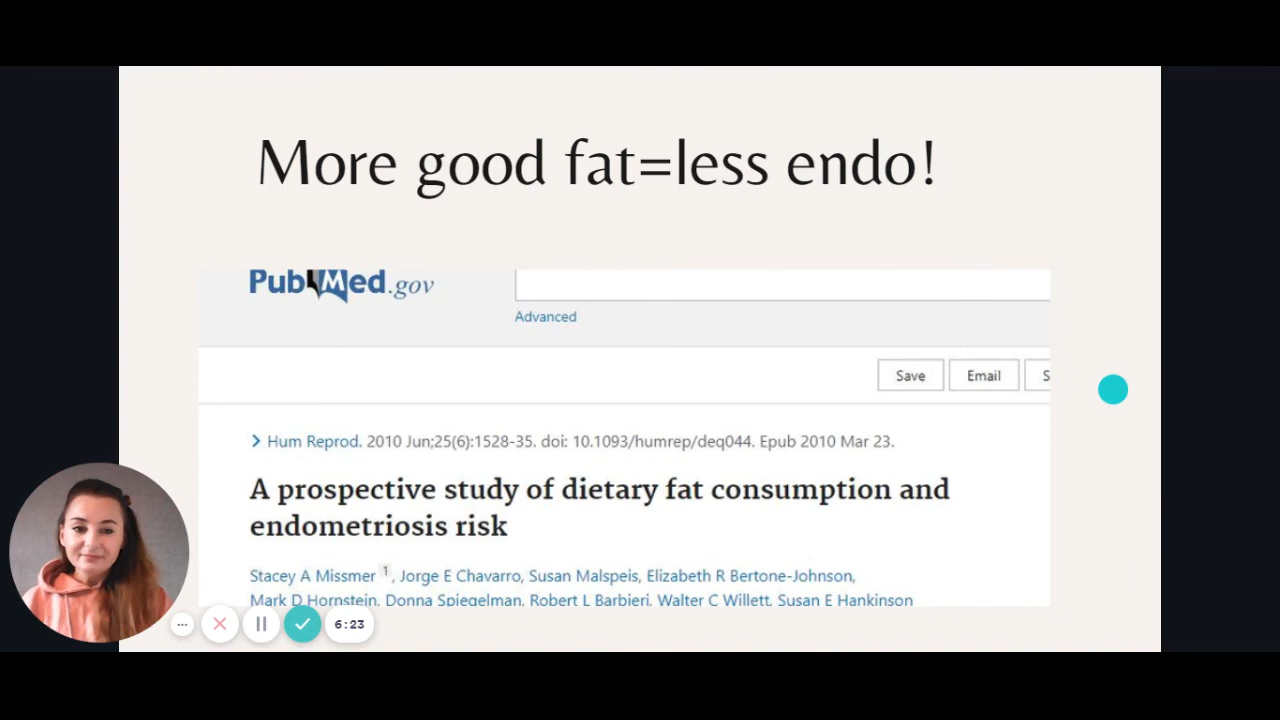 More good fat=less endo!
PubMed.gov
Advanced
Save Email S
Hum Reprod. 2010 Jun;25(6):1528-35. doi: 10.1093/humrep/deq044. Epub 2010 Mar 23.
A prospective study of dietary fat consumption and
endometriosis risk
Stacey A Missmer 1, Jorge E Chavarro, Susan Malspeis, Elizabeth R Bertone-Johnson,
Mark D Hornstein, Donna Spiegelman, Robert L Barbieri, Walter C Willett, Susan E Hankinson
6:23